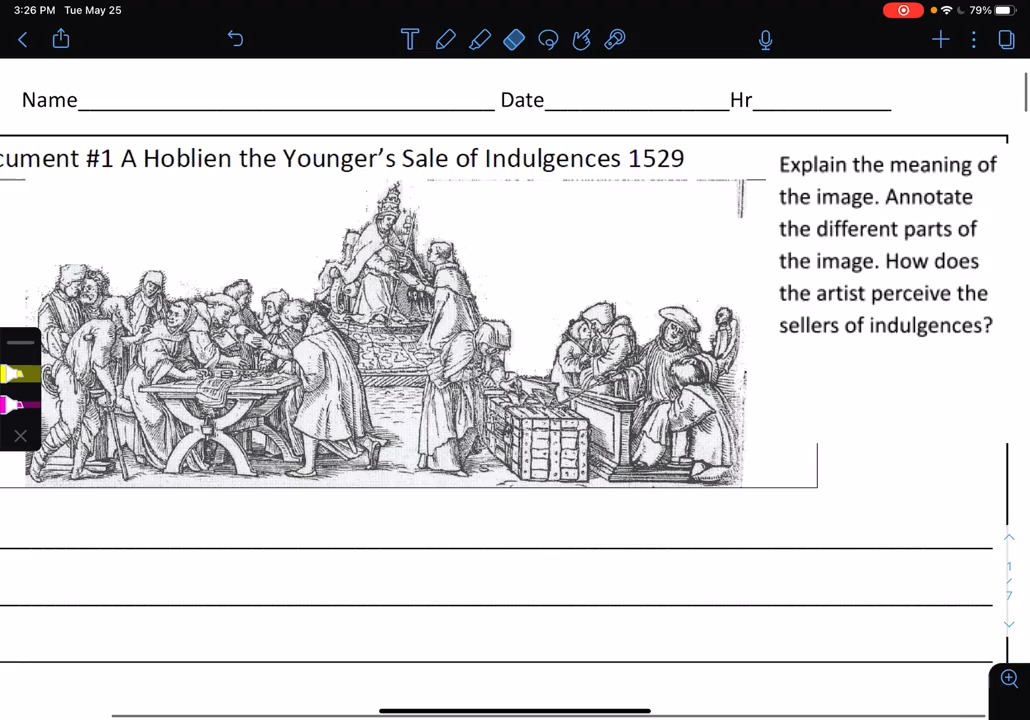 3:26 PM Tue May 25
79%
Name Date Hr
cument #1 A Hoblien the Younger's Sale of Indulgences 1529
Explain the meaning of
the image. Annotate
the different parts of
the image. How does
the artist perceive the
sellers of indulgences?
1
/
7